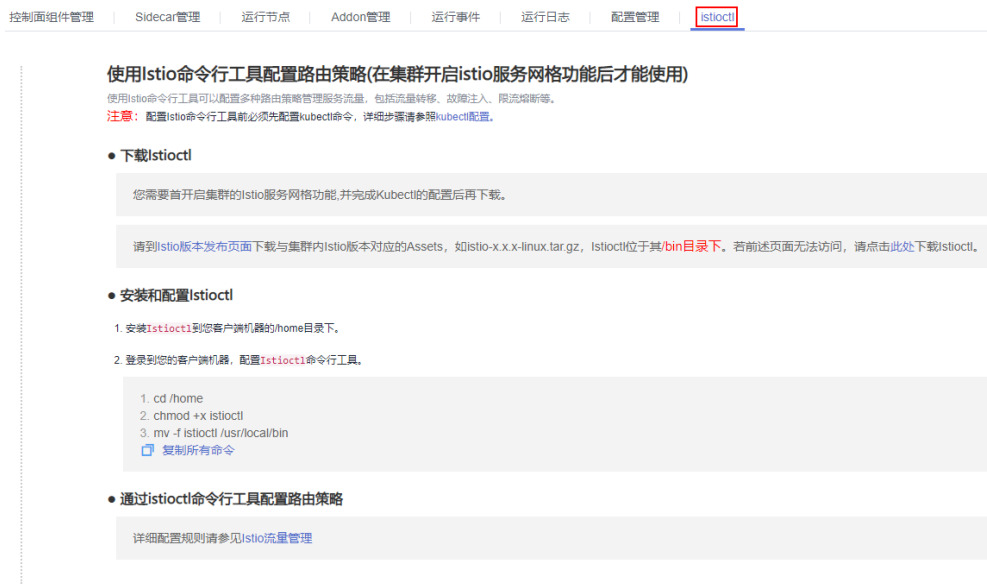 控制面组件管理 Sidecar管理 运行节点 Addon管理 运行事件 运行日志 配置管理 istioctl
使用Istio命令行工具配置路由策略(在集群开启istio服务网格功能后才能使用)
使用Istio命令行工具可以配置多种路由策略管理服务流量，包括流量转移、故障注入、限流熔断等。
注意：配置Istio命令行工具前必须先配置kubectl命令，详细步骤请参照kubectl配置。
● 下载Istioctl
您需要首开启集群的Istio服务网格功能,并完成Kubectl的配置后再下载。
请到Istio版本发布页面下载与集群内Istio版本对应的Assets，如istio-x.x.x-linux.tar.gz，Istioctl位于其/bin目录下。若前述页面无法访问，请点击此处下载Istioctl。
● 安装和配置Istioctl
1. 安装Istioctl到您客户端机器的/home目录下。
2. 登录到您的客户端机器，配置Istioctl命令行工具。
1. cd /home
2. chmod +x istioctl
3. mv -f istioctl /usr/local/bin
复制所有命令
● 通过istioctl命令行工具配置路由策略
详细配置规则请参见Istio流量管理